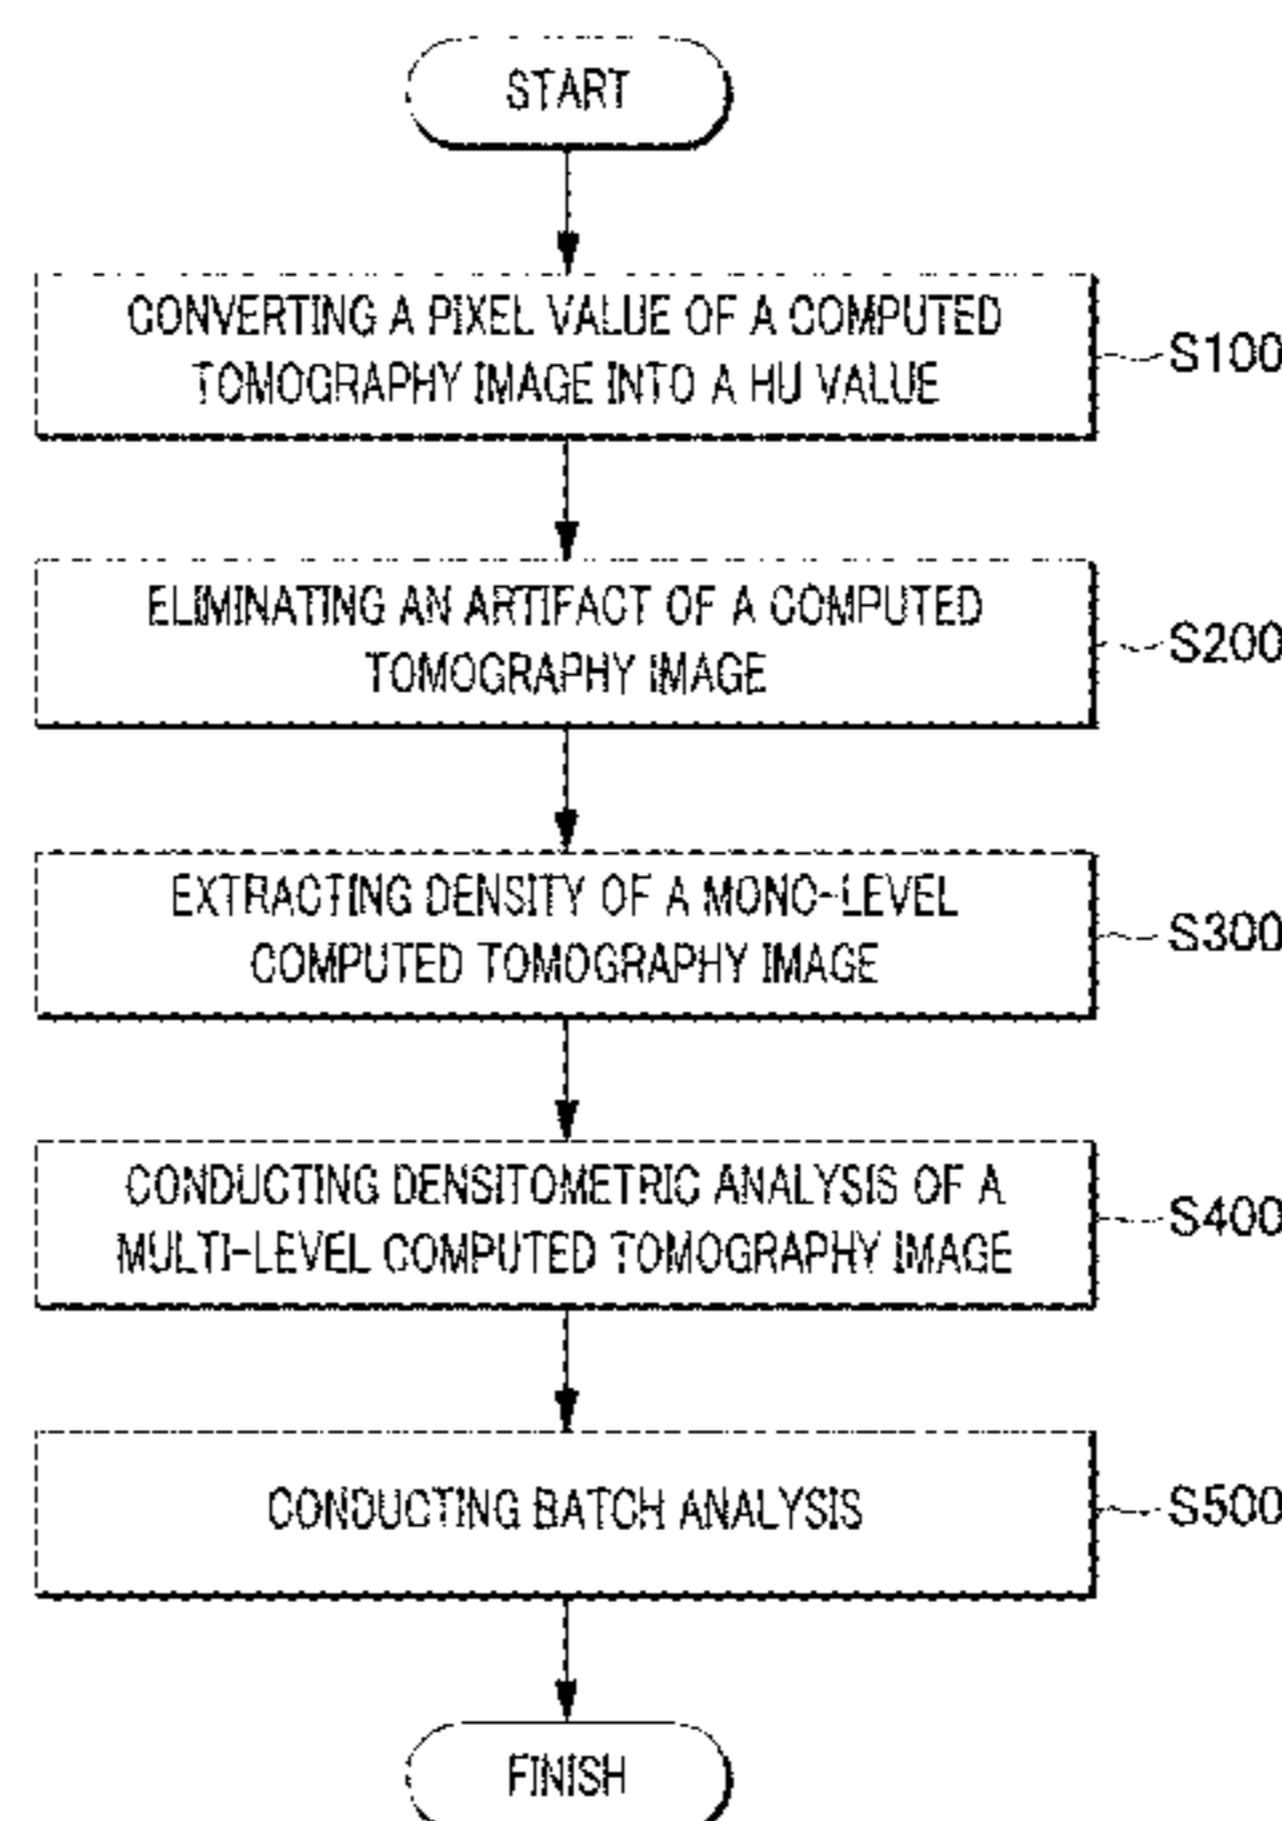 START
CONVERTING A PIXEL VALUE OF A COMPUTED
TOMOGRAPHY IMAGE INTO A HU VALUE
S100
ELIMINATING AN ARTIFACT OF A COMPUTED
TOMOGRAPHY IMAGE
S200
EXTRACTING DENSITY OF A MONO-LEVEL
COMPUTED TOMOGRAPHY IMAGE
S300
CONDUCTING DENSITOMETRIC ANALYSIS OF A
MULTI-LEVEL COMPUTED TOMOGRAPHY IMAGE
S400
CONDUCTING BATCH ANALYSIS
S500
FINISH